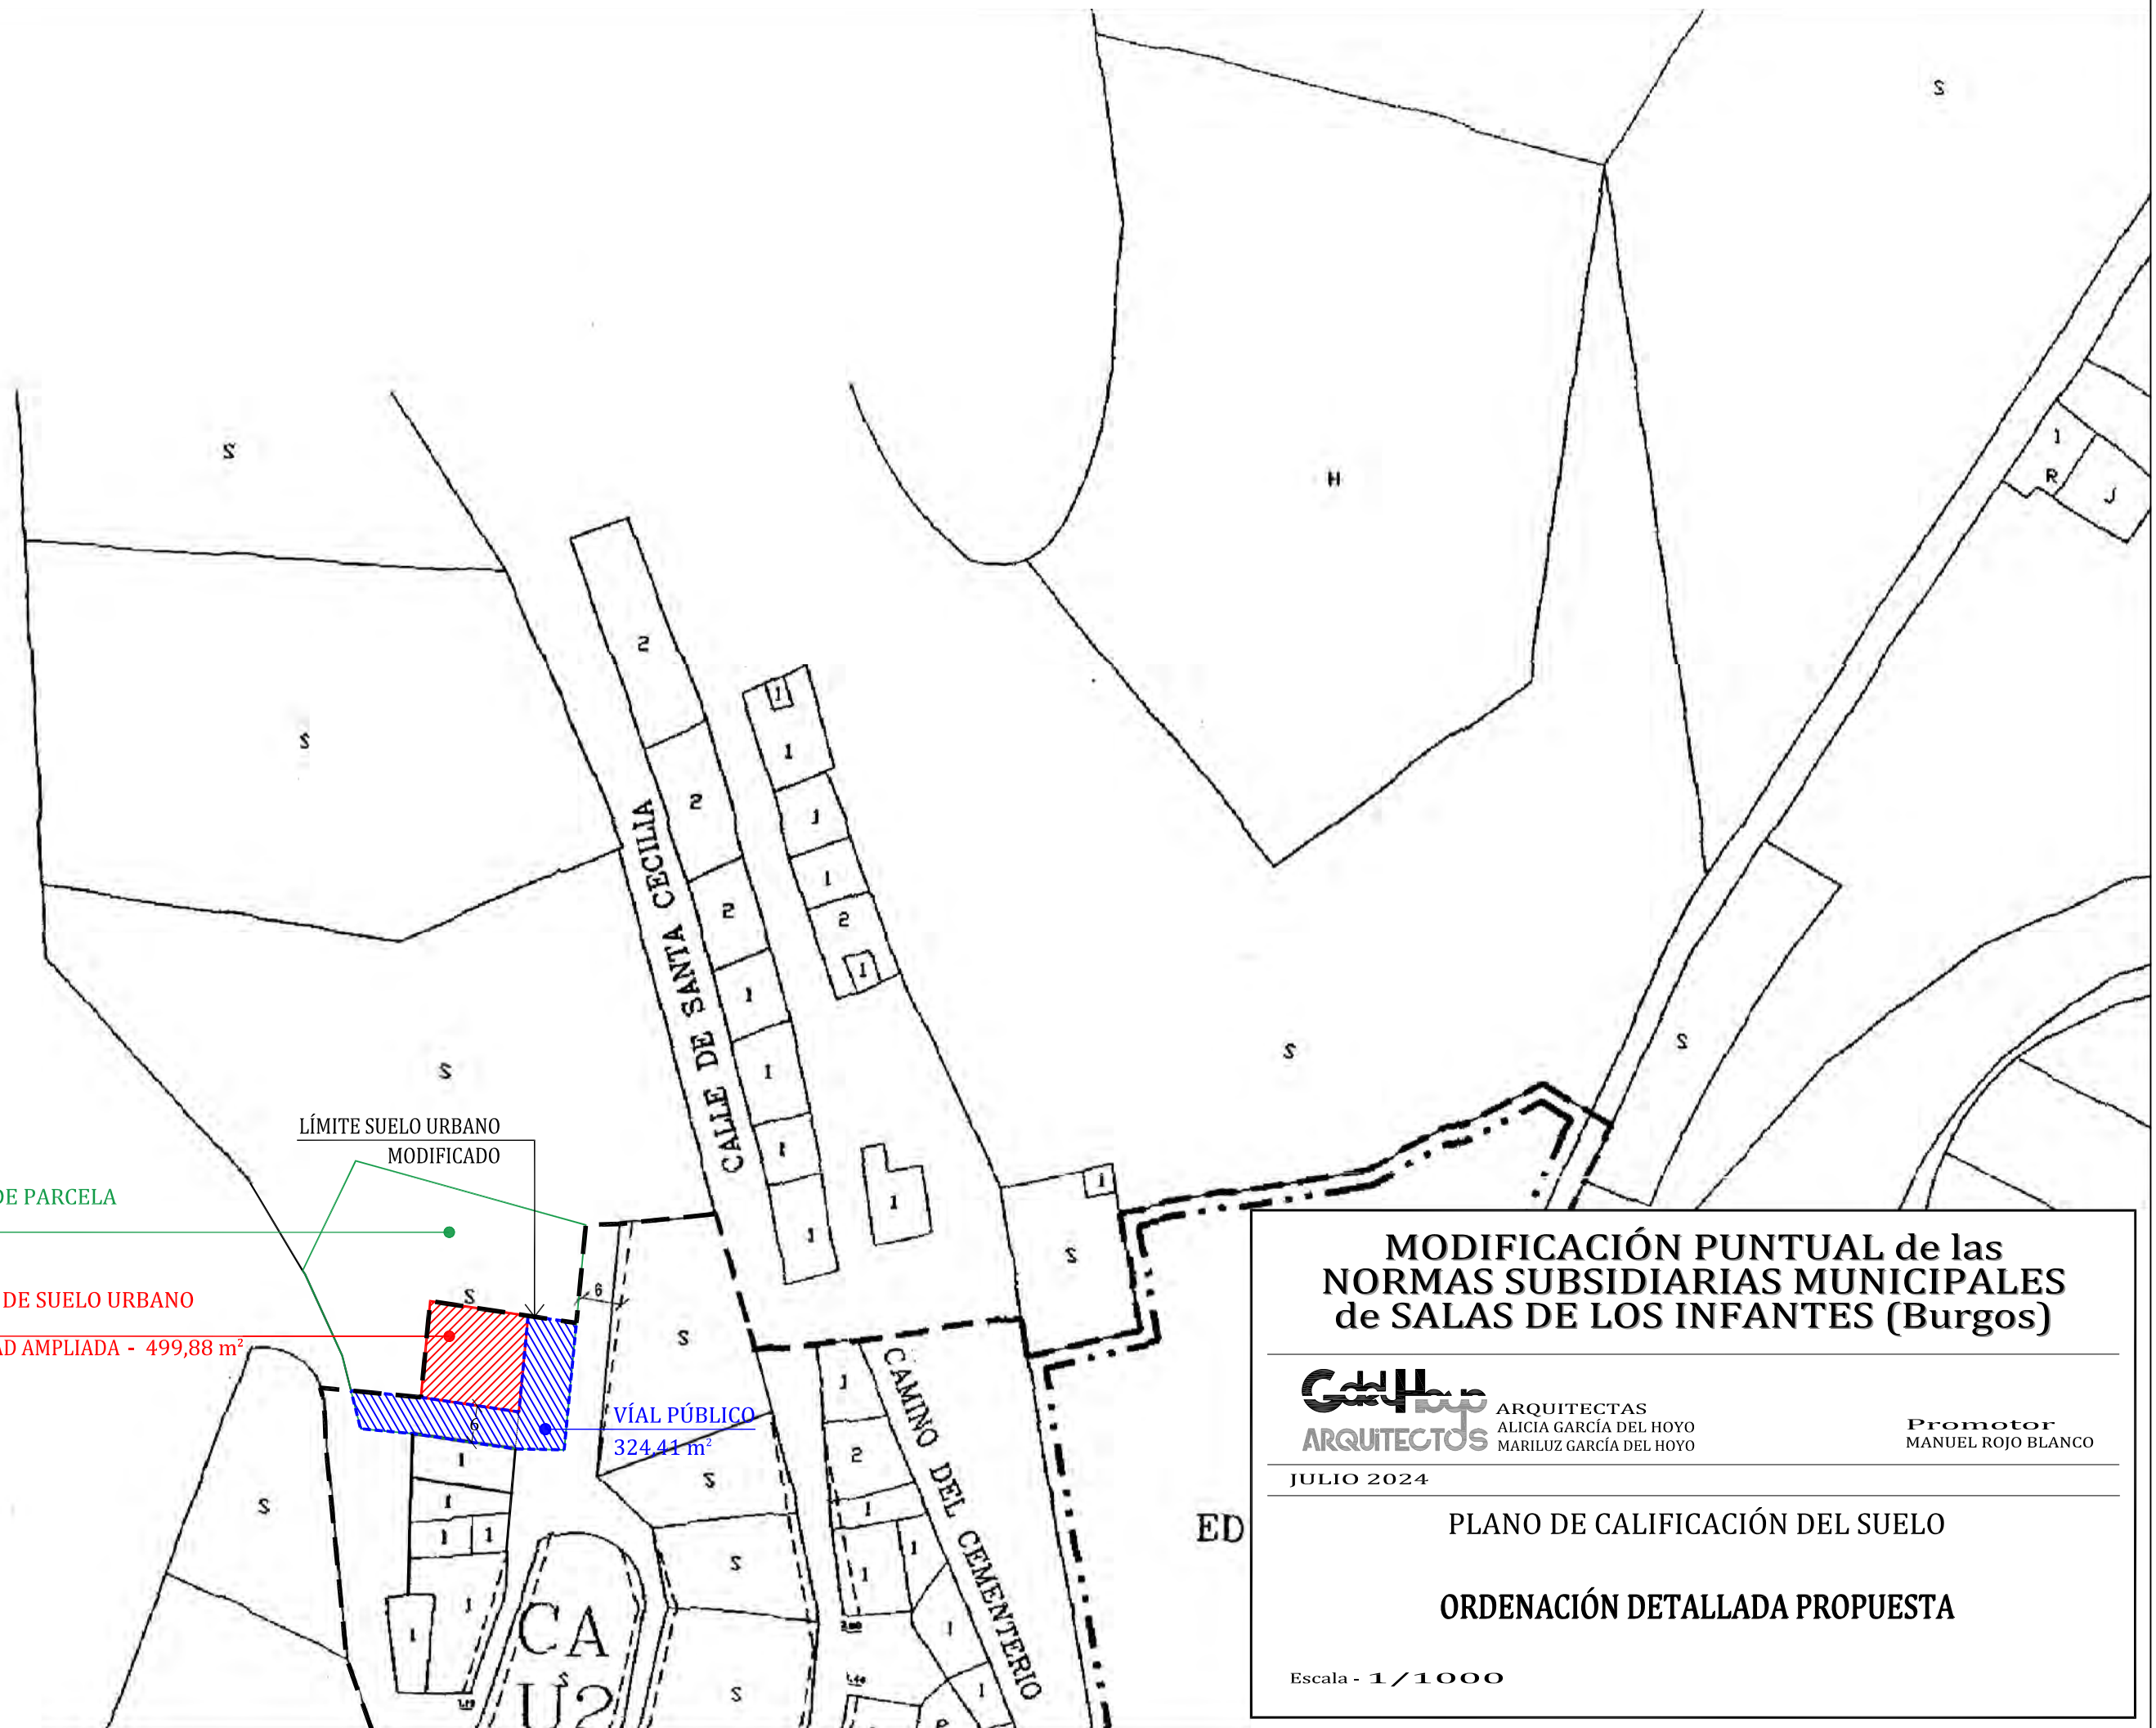 S
S
H
1
R
J
S
2
1
1
S
2
1
1
2
2
1
1
1
CALLE DE SANTA CECILIA
S
S
S
LÍMITE SUELO URBANO
MODIFICADO
DE PARCELA
1
1
1
S
6
S
DE SUELO URBANO
AD AMPLIADA - 499,88 m²
S
VÍAL PÚBLICO
324,41 m²
6
1
1
1
1
1
1
S
CA
S
U2
S
S
S
1
2
1
1
1
1
1
CAMINO DEL CEMENTERIO
ED
MODIFICACIÓN PUNTUAL de las
NORMAS SUBSIDIARIAS MUNICIPALES
de SALAS DE LOS INFANTES (Burgos)
GdelHoyo
ARQUiTECTOS
ARQUITECTAS
ALICIA GARCÍA DEL HOYO
MARILUZ GARCÍA DEL HOYO
Promotor
MANUEL ROJO BLANCO
JULIO 2024
PLANO DE CALIFICACIÓN DEL SUELO
ORDENACIÓN DETALLADA PROPUESTA
Escala - 1/1000